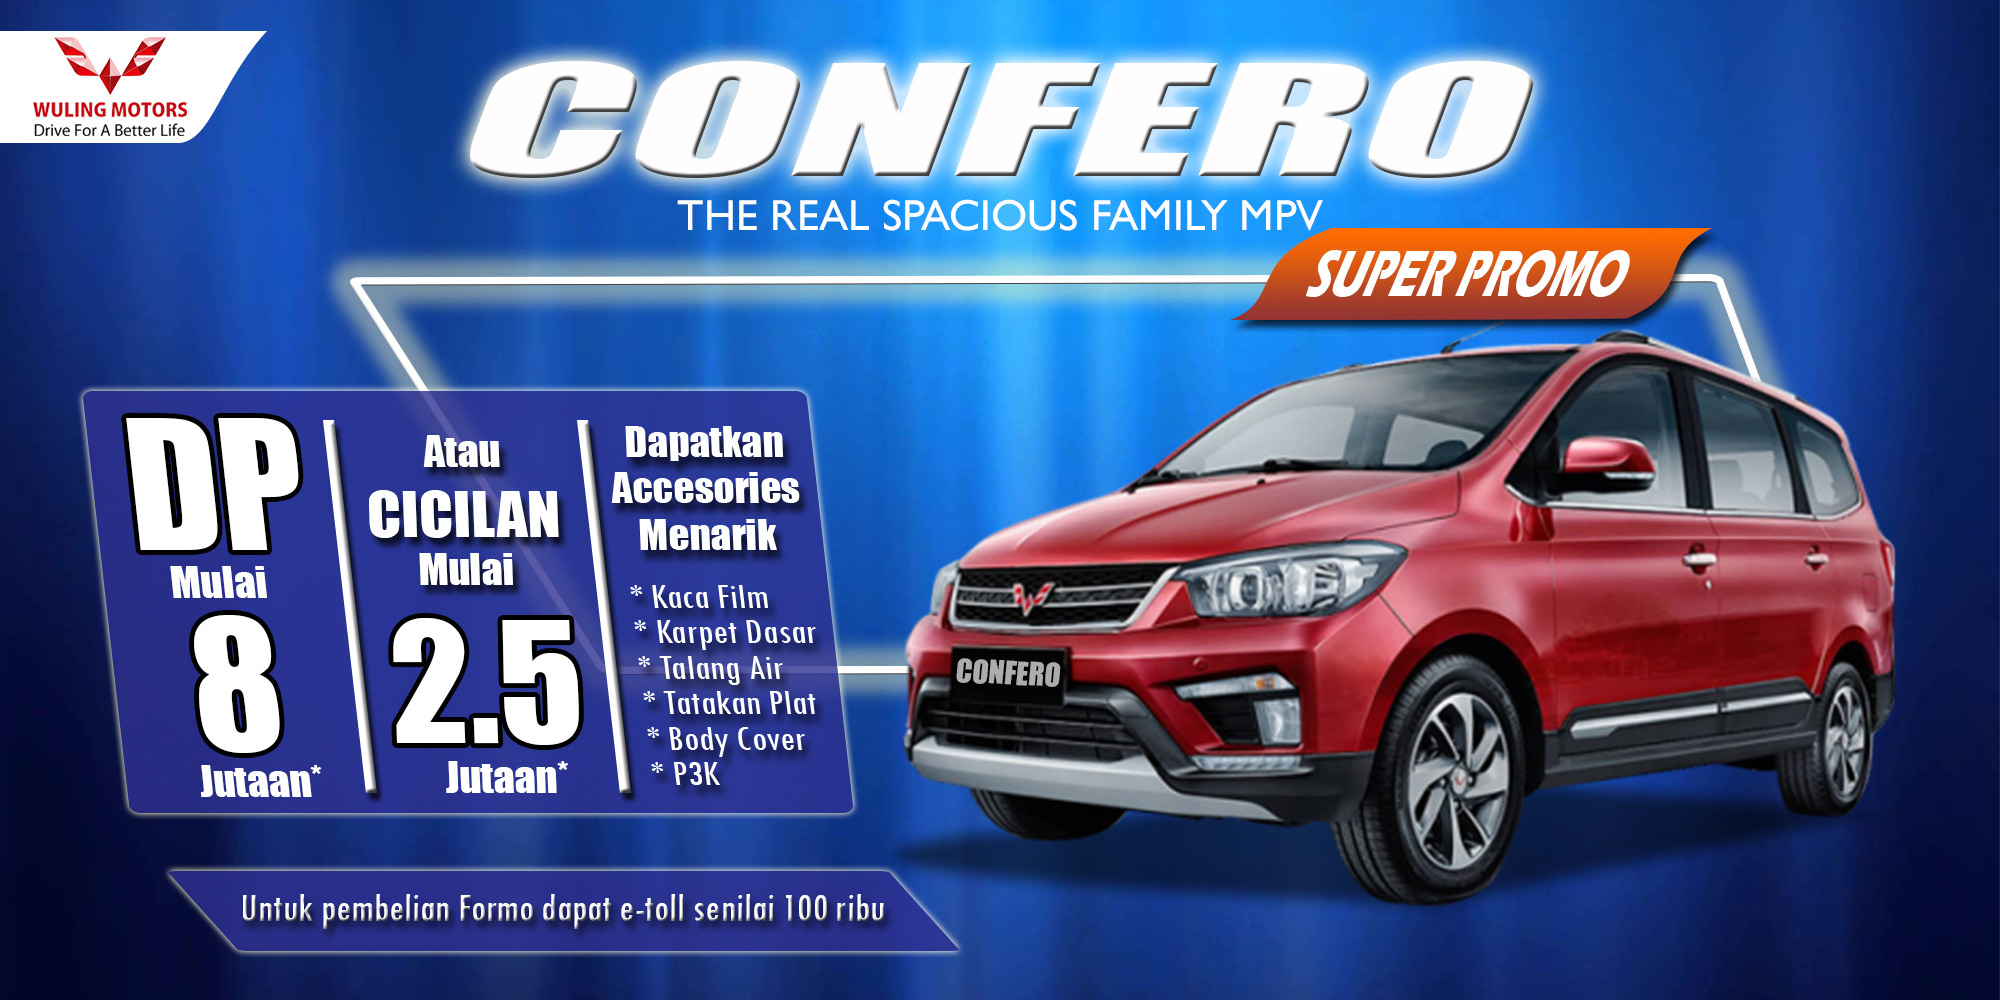 WULING MOTORS
Drive For A Better Life
CONFERO
THE REAL SPACIOUS FAMILY MPV
SUPER PROMO
DP
Mulai
8
Jutaan*
Atau
CICILAN
Mulai
2.5
Jutaan*
Dapatkan
Accesories
Menarik
* Kaca Film
* Karpet Dasar
* Talang Air
* Tatakan Plat
* Body Cover
* P3K
CONFERO
Untuk pembelian Formo dapat e-toll senilai 100 ribu